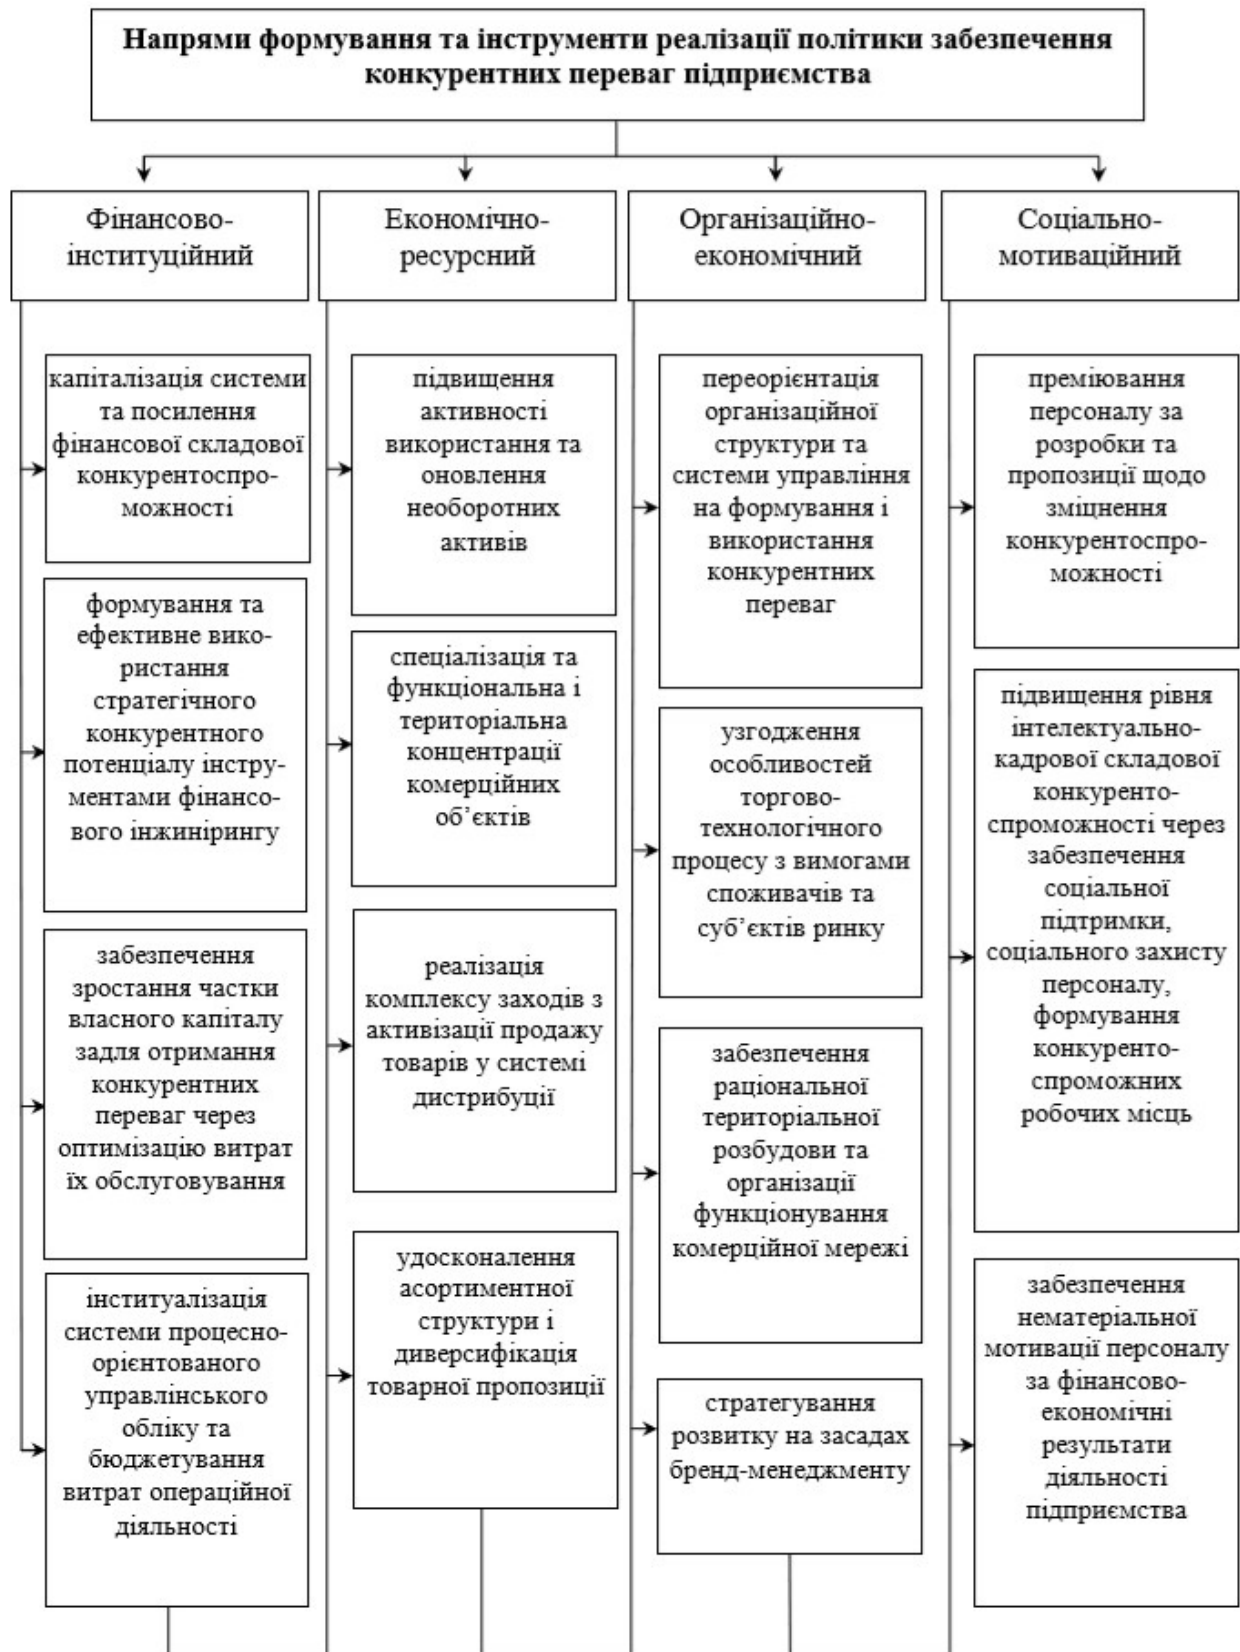 Напрями формування та інструменти реалізації політики забезпечення
конкурентних переваг підприємства
Фінансово-
інституційний
Економічно-
ресурсний
Організаційно-
економічний
Соціально-
мотиваційний
капіталізація системи
та посилення
фінансової складової
конкурентоспро-
можності
формування та
ефективне вико-
ристання
стратегічного
конкурентного
потенціалу інстру-
ментами фінансо-
вого інжинірингу
забезпечення
зростання частки
власного капіталу
задля отримання
конкурентних
переваг через
оптимізацію витрат
їх обслуговування
інституалізація
системи процесно-
орієнтованого
управлінського
обліку та
бюджетування
витрат операційної
діяльності
підвищення
активності
використання та
оновлення
необоротних
активів
спеціалізація та
функціональна і
територіальна
концентрації
комерційних
об’єктів
реалізація
комплексу заходів з
активізації продажу
товарів у системі
дистрибуції
удосконалення
асортиментної
структури і
диверсифікація
товарної пропозиції
переорієнтація
організаційної
структури та
системи управління
на формування і
використання
конкурентних
переваг
узгодження
особливостей
торгово-
технологічного
процесу з вимогами
споживачів та
суб’єктів ринку
забезпечення
раціональної
територіальної
розбудови та
організації
функціонування
комерційної мережі
стратегування
розвитку на засадах
бренд-менеджменту
преміювання
персоналу за
розробки та
пропозиції щодо
зміцнення
конкурентоспро-
можності
підвищення рівня
інтелектуально-
кадрової складової
конкуренто-
спроможності через
забезпечення
соціальної
підтримки,
соціального захисту
персоналу,
формування
конкуренто-
спроможних
робочих місць
забезпечення
нематеріальної
мотивації персоналу
за фінансово-
економічні
результати
діяльності
підприємства